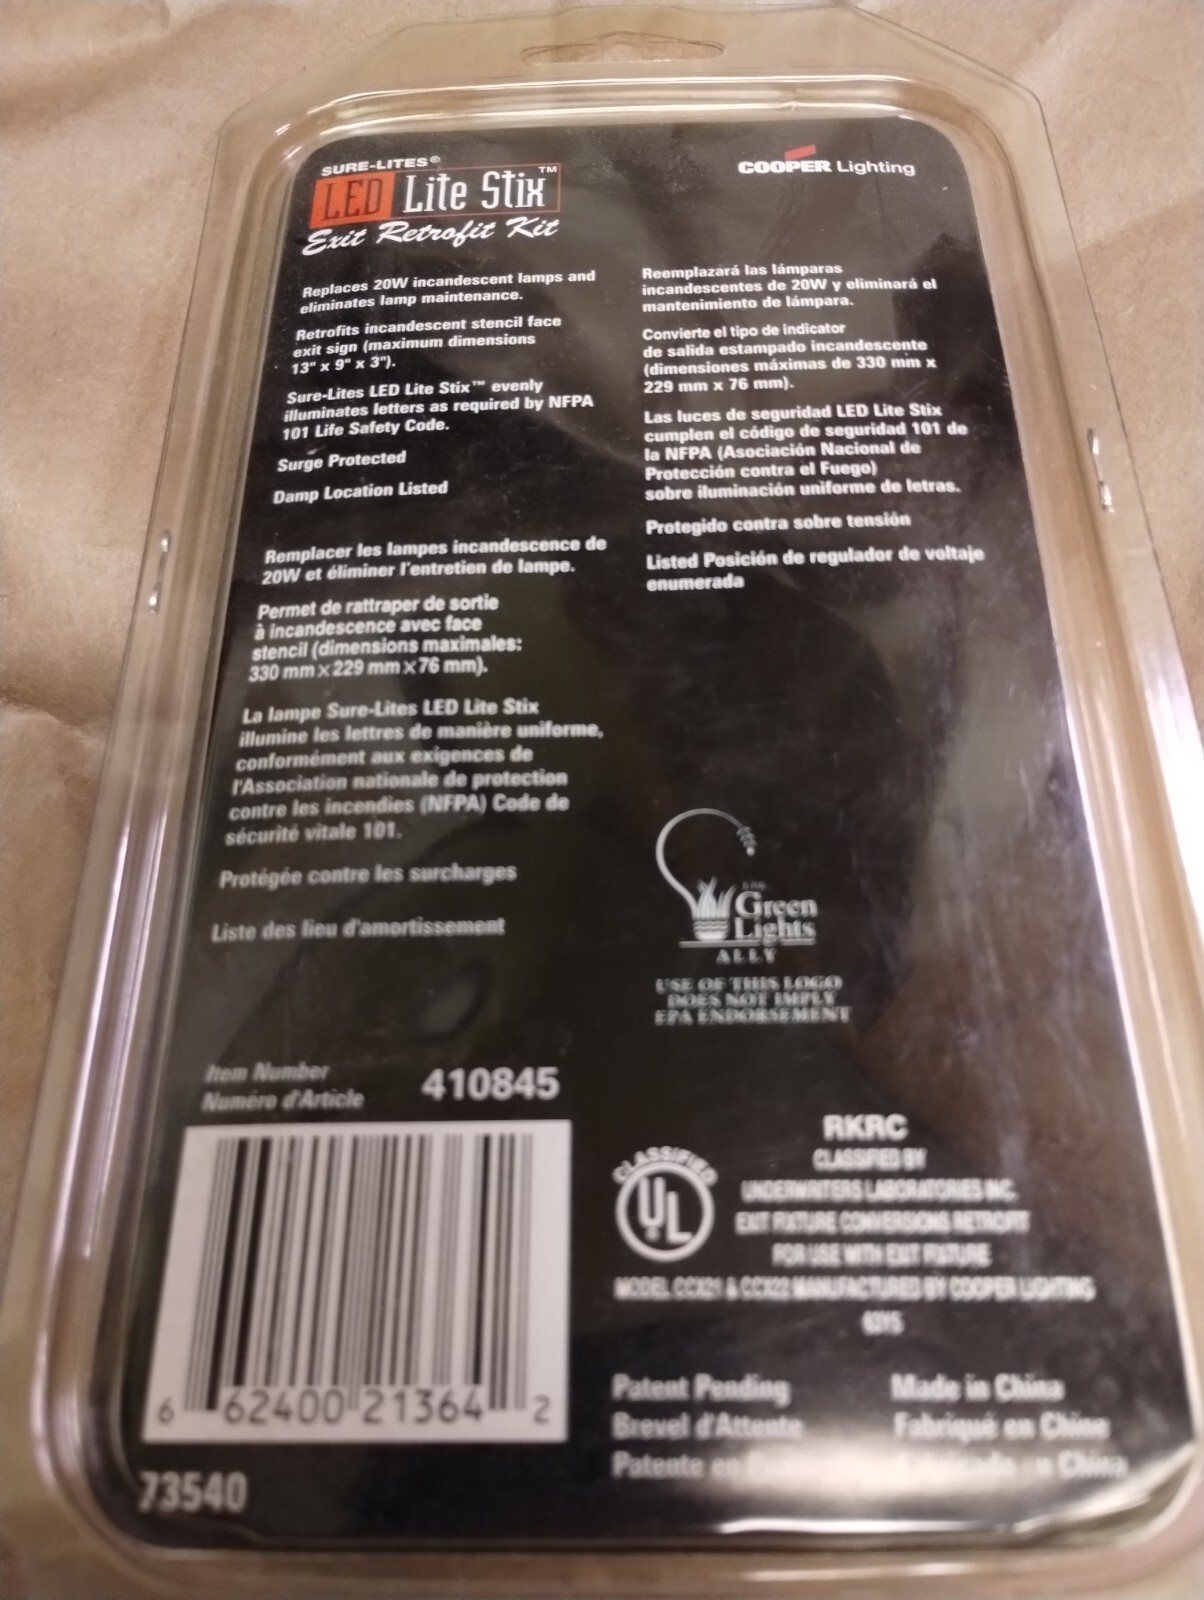 SURE-LITES®
LED Lite Stix™
Exit Retrofit Kit
COOPER Lighting
Replaces 20W incandescent lamps and
eliminates lamp maintenance.
Retrofits incandescent stencil face
exit sign (maximum dimensions
13" x 9" x 3").
Sure-Lites LED Lite Stix™ evenly
illuminates letters as required by NFPA
101 Life Safety Code.
Surge Protected
Damp Location Listed
Remplacer les lampes incandescence de
20W et éliminer l'entretien de lampe.
Permet de rattraper de sortie
à incandescence avec face
stencil (dimensions maximales:
330 mm x 229 mm x 76 mm).
La lampe Sure-Lites LED Lite Stix
illumine les lettres de manière uniforme,
conformément aux exigences de
l'Association nationale de protection
contre les incendies (NFPA) Code de
sécurité vitale 101.
Protégée contre les surcharges
Liste des lieu d'amortissement
Reemplazará las lámparas
incandescentes de 20W y eliminará el
mantenimiento de lámpara.
Convierte el tipo de indicator
de salida estampado incandescente
(dimensiones máximas de 330 mm x
229 mm x 76 mm).
Las luces de seguridad LED Lite Stix
cumplen el código de seguridad 101 de
la NFPA (Asociación Nacional de
Protección contra el Fuego)
sobre iluminación uniforme de letras.
Protegido contra sobre tensión
Listed Posición de regulador de voltaje
enumerada
Green
Lights
ALLY
USE OF THIS LOGO
DOES NOT IMPLY
EPA ENDORSEMENT
Item Number
Numéro d'Article
410845
6 62400 21364 2
73540
CLASSIFIED
UL
RKRC
CLASSIFIED BY
UNDERWRITERS LABORATORIES INC.
EXIT FIXTURE CONVERSIONS RETROFIT
FOR USE WITH EXIT FIXTURE
MODEL CCX21 & CCX22 MANUFACTURED BY COOPER LIGHTING
Patent Pending
Brevel d'Attente
Patente en
Made in China
Fabriqué en Chine
China